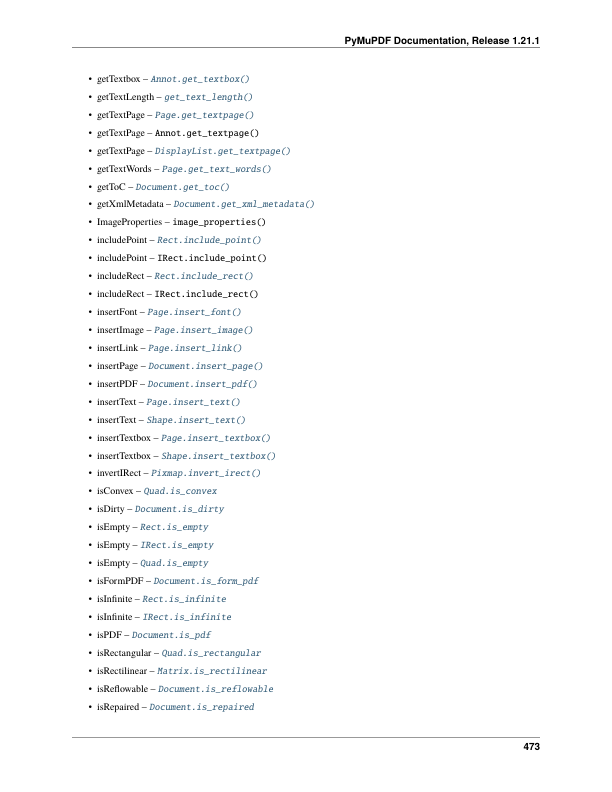 PyMuPDF Documentation, Release 1.21.1
• getTextbox – Annot.get_textbox()
• getTextLength – get_text_length()
• getTextPage – Page.get_textpage()
• getTextPage – Annot.get_textpage()
• getTextPage – DisplayList.get_textpage()
• getTextWords – Page.get_text_words()
• getToC – Document.get_toc()
• getXmlMetadata – Document.get_xml_metadata()
• ImageProperties – image_properties()
• includePoint – Rect.include_point()
• includePoint – IRect.include_point()
• includeRect – Rect.include_rect()
• includeRect – IRect.include_rect()
• insertFont – Page.insert_font()
• insertImage – Page.insert_image()
• insertLink – Page.insert_link()
• insertPage – Document.insert_page()
• insertPDF – Document.insert_pdf()
• insertText – Page.insert_text()
• insertText – Shape.insert_text()
• insertTextbox – Page.insert_textbox()
• insertTextbox – Shape.insert_textbox()
• invertIRect – Pixmap.invert_irect()
• isConvex – Quad.is_convex
• isDirty – Document.is_dirty
• isEmpty – Rect.is_empty
• isEmpty – IRect.is_empty
• isEmpty – Quad.is_empty
• isFormPDF – Document.is_form_pdf
• isInfinite – Rect.is_infinite
• isInfinite – IRect.is_infinite
• isPDF – Document.is_pdf
• isRectangular – Quad.is_rectangular
• isRectilinear – Matrix.is_rectilinear
• isReflowable – Document.is_reflowable
• isRepaired – Document.is_repaired
473